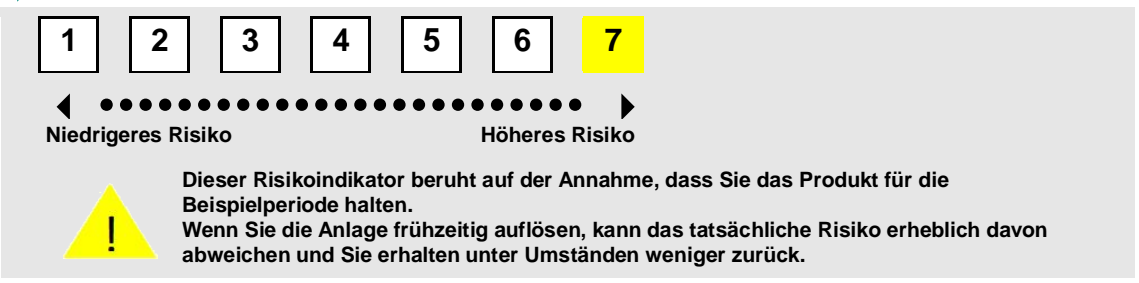 1 2 3 4 5 6 7
Niedrigeres Risiko Höheres Risiko
!
Dieser Risikoindikator beruht auf der Annahme, dass Sie das Produkt für die
Beispielperiode halten.
Wenn Sie die Anlage frühzeitig auflösen, kann das tatsächliche Risiko erheblich davon
abweichen und Sie erhalten unter Umständen weniger zurück.